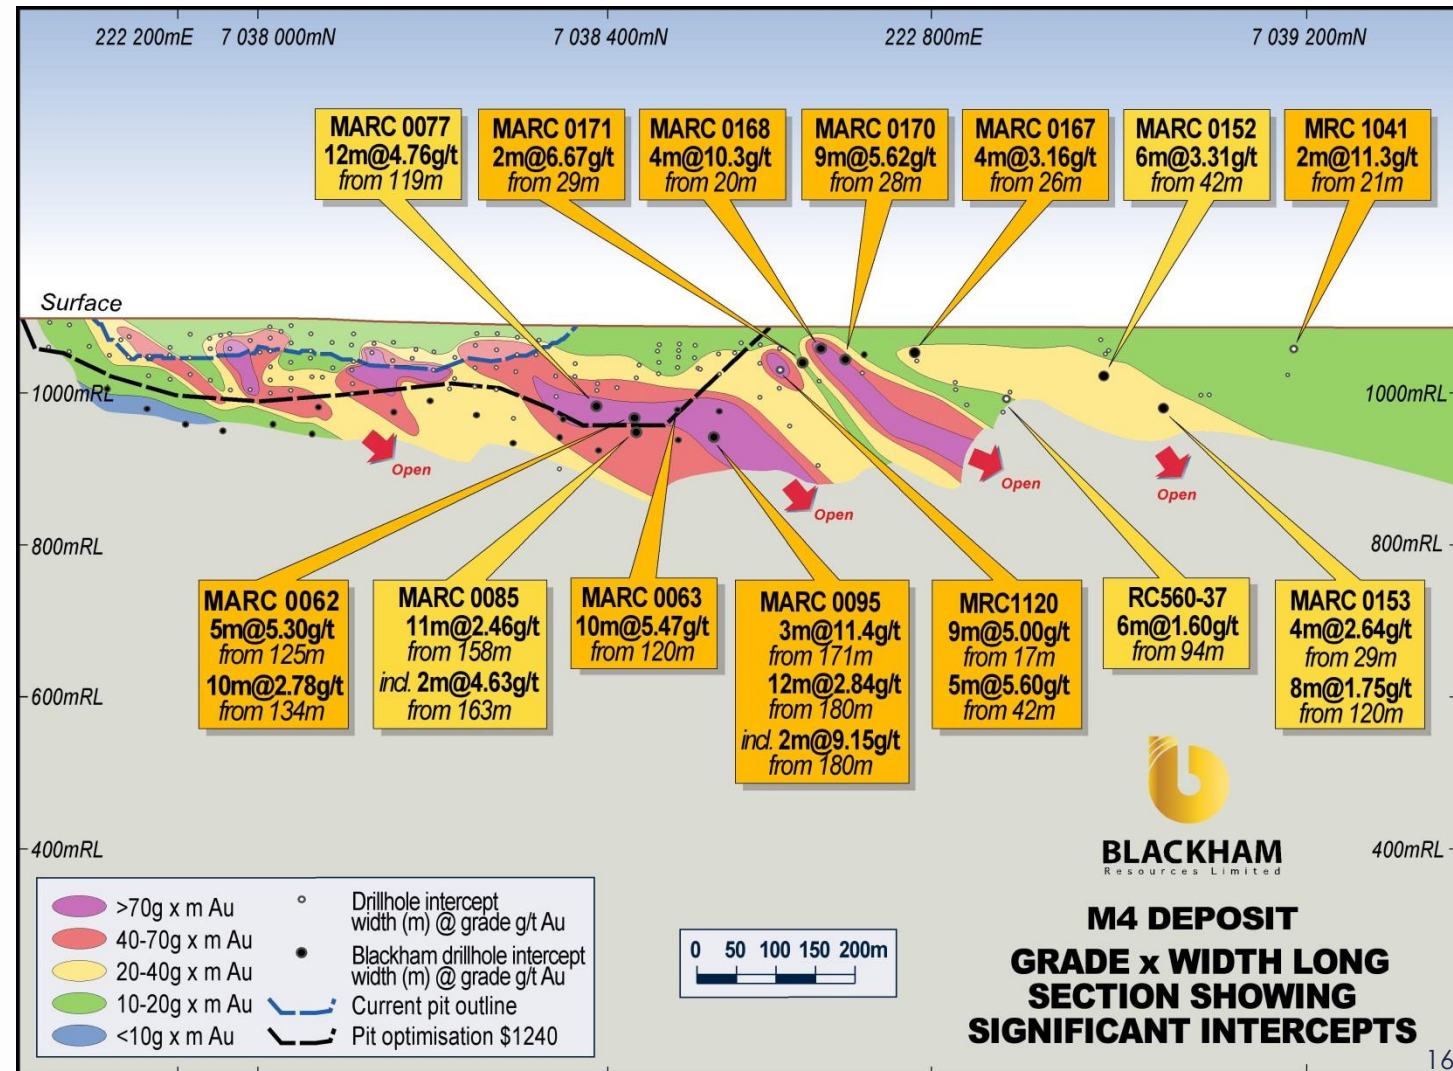 222 200mE 7 038 000mN 7 038 400mN 222 800mE 7 039 200mN
MARC 0077
12m@4.76g/t
from 119m
MARC 0171
2m@6.67g/t
from 29m
MARC 0168
4m@10.3g/t
from 20m
MARC 0170
9m@5.62g/t
from 28m
MARC 0167
4m@3.16g/t
from 26m
MARC 0152
6m@3.31g/t
from 42m
MRC 1041
2m@11.3g/t
from 21m
Surface
1000mRL 1000mRL
Open
Open
Open
Open
800mRL 800mRL
MARC 0062
5m@5.30g/t
from 125m
10m@2.78g/t
from 134m
MARC 0085
11m@2.46g/t
from 158m
incl. 2m@4.63g/t
from 163m
MARC 0063
10m@5.47g/t
from 120m
MARC 0095
3m@11.4g/t
from 171m
12m@2.84g/t
from 180m
incl. 2m@9.15g/t
from 180m
MRC1120
9m@5.00g/t
from 17m
5m@5.60g/t
from 42m
RC560-37
6m@1.60g/t
from 94m
MARC 0153
4m@2.64g/t
from 29m
8m@1.75g/t
from 120m
600mRL
400mRL 400mRL
BLACKHAM
Resources Limited
M4 DEPOSIT
GRADE x WIDTH LONG
SECTION SHOWING
SIGNIFICANT INTERCEPTS
>70g x m Au
40-70g x m Au
20-40g x m Au
10-20g x m Au
<10g x m Au
Drillhole intercept
width (m) @ grade g/t Au
Blackham drillhole intercept
width (m) @ grade g/t Au
Current pit outline
Pit optimisation $1240
0 50 100 150 200m
16